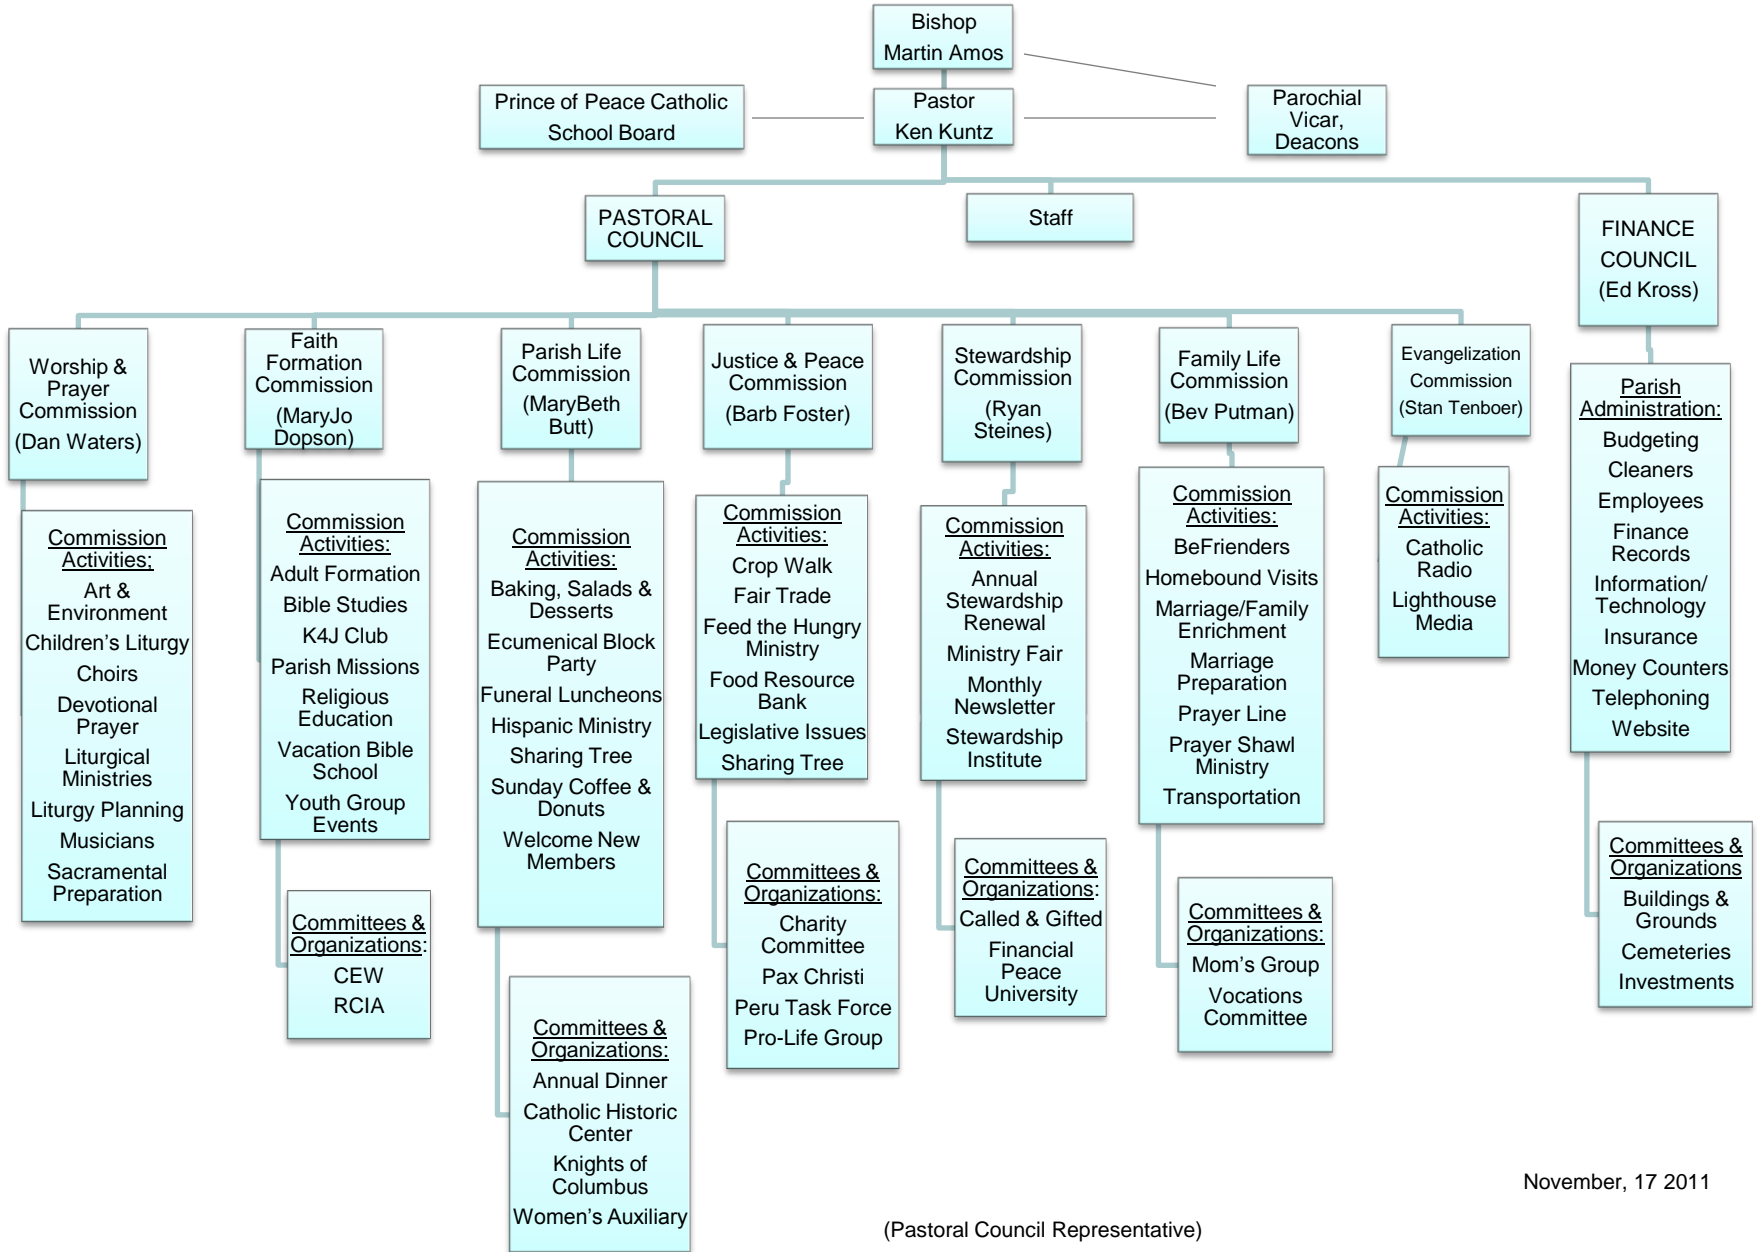 Bishop
Martin Amos
Prince of Peace Catholic
School Board
Pastor
Ken Kuntz
Parochial
Vicar,
Deacons
PASTORAL
COUNCIL
Staff
FINANCE
COUNCIL
(Ed Kross)
Worship &
Prayer
Commission
(Dan Waters)
Faith
Formation
Commission
(MaryJo
Dopson)
Parish Life
Commission
(MaryBeth
Butt)
Justice & Peace
Commission
(Barb Foster)
Stewardship
Commission
(Ryan
Steines)
Family Life
Commission
(Bev Putman)
Evangelization
Commission
(Stan Tenboer)
Commission
Activities;
Art &
Environment
Children’s Liturgy
Choirs
Devotional
Prayer
Liturgical
Ministries
Liturgy Planning
Musicians
Sacramental
Preparation
Commission
Activities:
Adult Formation
Bible Studies
K4J Club
Parish Missions
Religious
Education
Vacation Bible
School
Youth Group
Events
Committees &
Organizations:
CEW
RCIA
Commission
Activities:
Baking, Salads &
Desserts
Ecumenical Block
Party
Funeral Luncheons
Hispanic Ministry
Sharing Tree
Sunday Coffee &
Donuts
Welcome New
Members
Committees &
Organizations:
Annual Dinner
Catholic Historic
Center
Knights of
Columbus
Women’s Auxiliary
Commission
Activities:
Crop Walk
Fair Trade
Feed the Hungry
Ministry
Food Resource
Bank
Legislative Issues
Sharing Tree
Committees &
Organizations:
Charity
Committee
Pax Christi
Peru Task Force
Pro-Life Group
Commission
Activities:
Annual
Stewardship
Renewal
Ministry Fair
Monthly
Newsletter
Stewardship
Institute
Committees &
Organizations:
Called & Gifted
Financial
Peace
University
Commission
Activities:
BeFrienders
Homebound Visits
Marriage/Family
Enrichment
Marriage
Preparation
Prayer Line
Prayer Shawl
Ministry
Transportation
Committees &
Organizations:
Mom’s Group
Vocations
Committee
Commission
Activities:
Catholic
Radio
Lighthouse
Media
Parish
Administration:
Budgeting
Cleaners
Employees
Finance
Records
Information/
Technology
Insurance
Money Counters
Telephoning
Website
Committees &
Organizations
Buildings &
Grounds
Cemeteries
Investments
November, 17 2011
(Pastoral Council Representative)